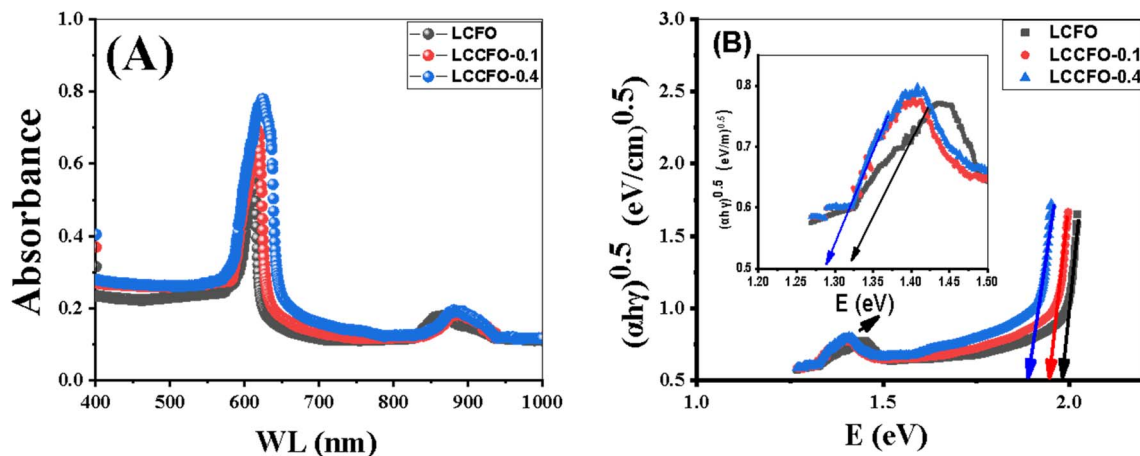 (A)
LCFO
LCCFO-0.1
LCCFO-0.4
Absorbance
1.0
0.8
0.6
0.4
0.2
0.0
400 500 600 700 800 900 1000
WL (nm)
(B)
LCFO
LCCFO-0.1
LCCFO-0.4
(αhγ)^0.5 (eV/cm)^0.5
3.0
2.5
2.0
1.5
1.0
0.5
1.0 1.5 2.0
E (eV)
(αhγ)^0.5 (eV/m)^0.5
0.9
0.8
0.7
0.6
0.5
1.20 1.30 1.35 1.40 1.45 1.50
E (eV)